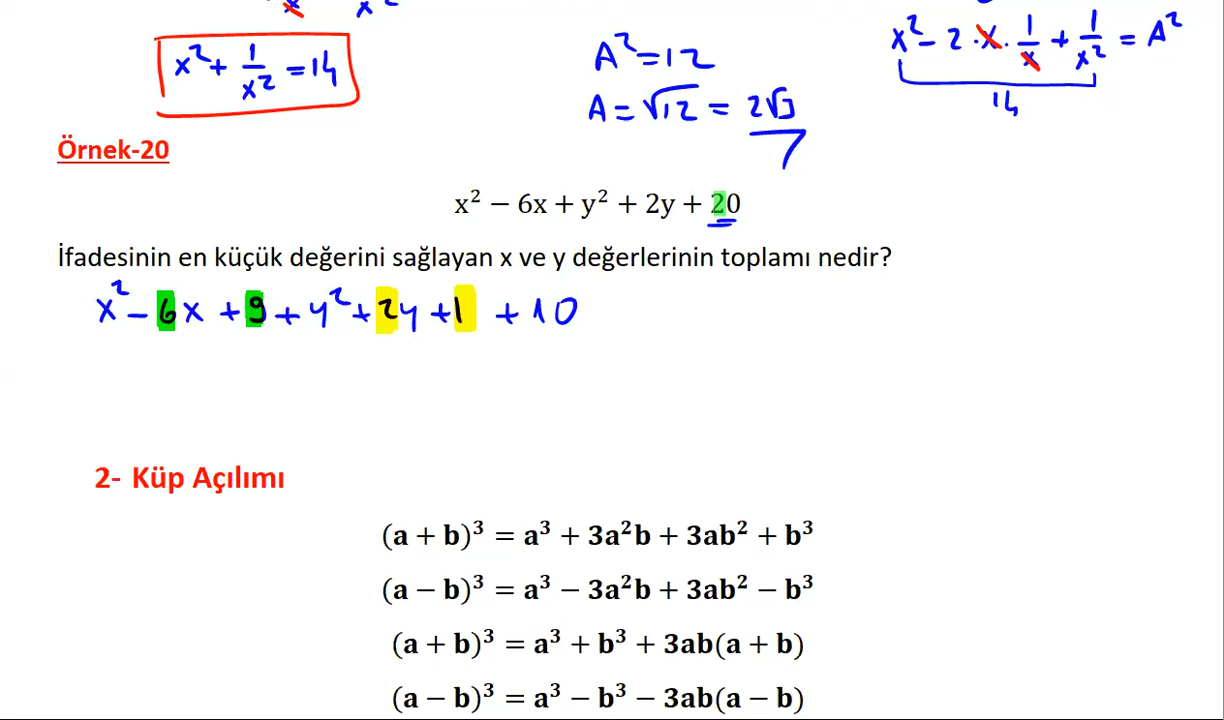 x² + 1/x² = 14
A² = 12
A = √12 = 2√3
x² - 2 · x · 1/x + 1/x² = A²
14
Örnek-20
x² − 6x + y² + 2y + 20
İfadesinin en küçük değerini sağlayan x ve y değerlerinin toplamı nedir?
x² - 6x + 9 + y² + 2y + 1 + 10
2- Küp Açılımı
(a + b)³ = a³ + 3a²b + 3ab² + b³
(a − b)³ = a³ − 3a²b + 3ab² − b³
(a + b)³ = a³ + b³ + 3ab(a + b)
(a − b)³ = a³ − b³ − 3ab(a − b)